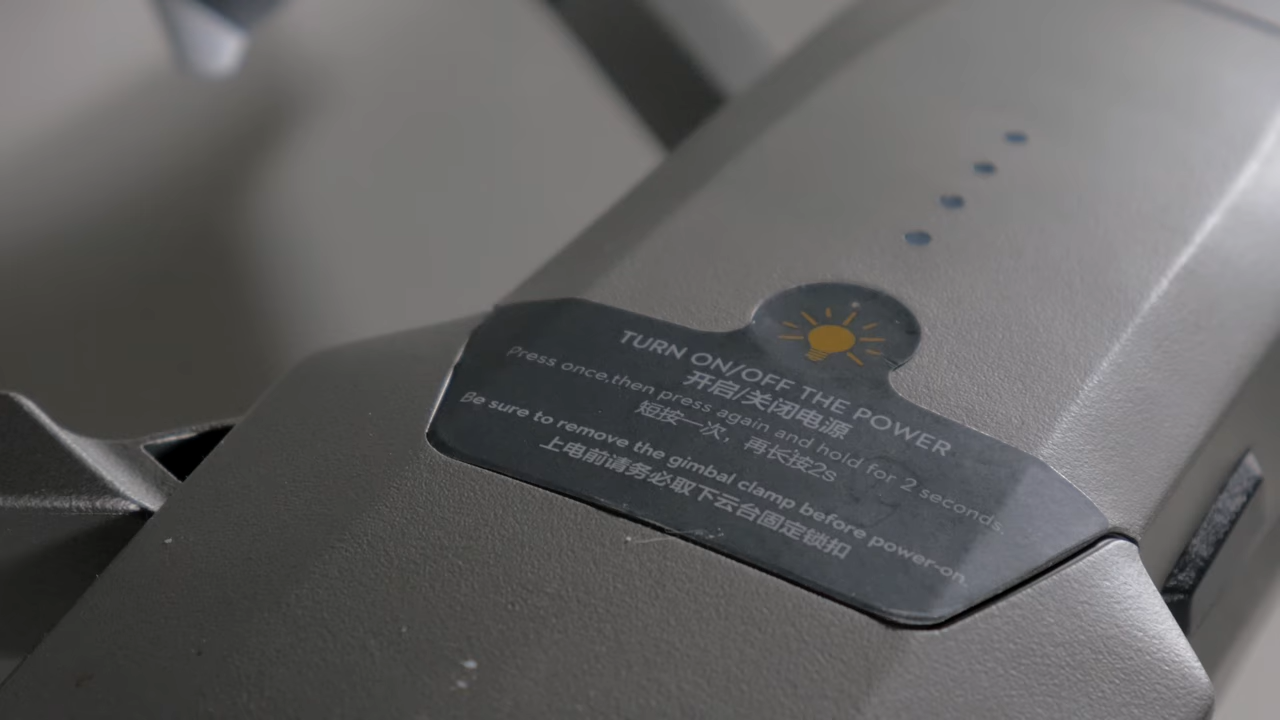 TURN ON/OFF THE POWER
开启/关闭电源
Press once,then press again and hold for 2 seconds.
短按一次，再长按2s
Be sure to remove the gimbal clamp before power-on.
上电前请务必取下云台固定锁扣